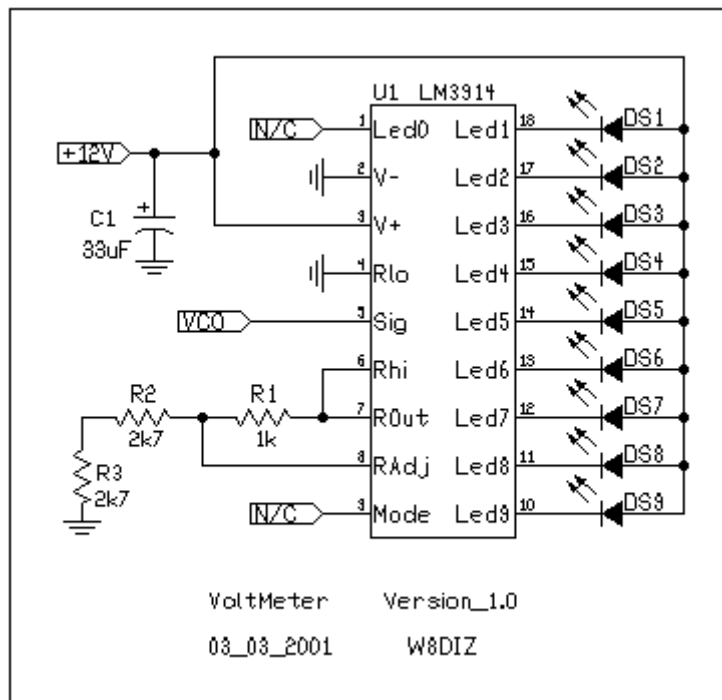 U1 LM3914
N/C 1 Led0 Led1 18 DS1
+12V 2 V- Led2 17 DS2
C1 + 3 V+ Led3 16 DS3
33uF 4 Rlo Led4 15 DS4
VCO 5 Sig Led5 14 DS5
6 Rhi Led6 13 DS6
R2 R1 7 ROut Led7 12 DS7
2k7 1k
R3 8 RAdj Led8 11 DS8
2k7
N/C 9 Mode Led9 10 DS9
VoltMeter Version_1.0
03_03_2001 W8DIZ